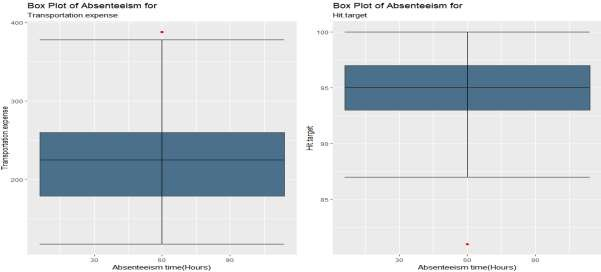 Box Plot of Absenteeism for
Transportation expense
400
300
200
Transportation expense
30 60 90
Absenteeism time(Hours)
Box Plot of Absenteeism for
Hit target
100
95
90
85
Hit target
30 60 90
Absenteeism time(Hours)